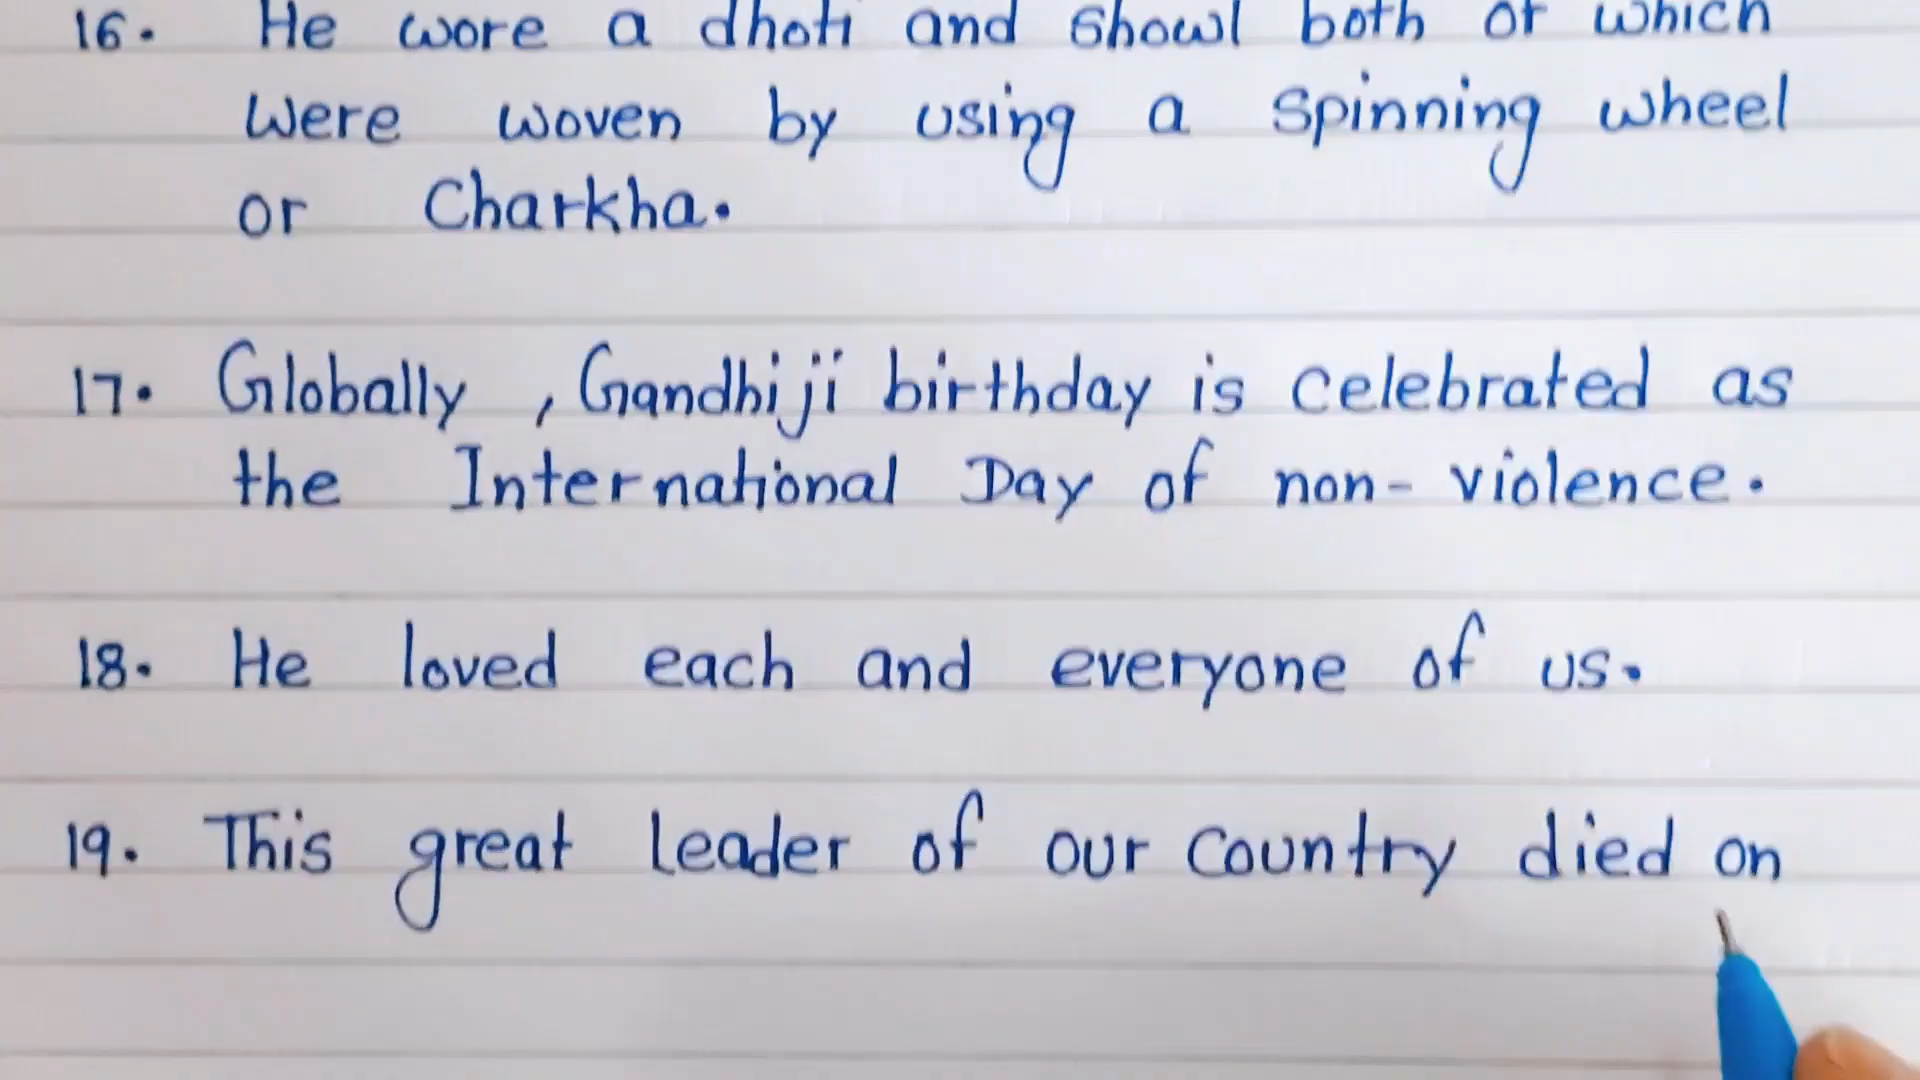 16. He wore a dhoti and showl both of which
were woven by using a spinning wheel
or Charkha.
17. Globally , Gandhiji birthday is celebrated as
the International Day of non- violence.
18. He loved each and everyone of us.
19. This great leader of our country died on